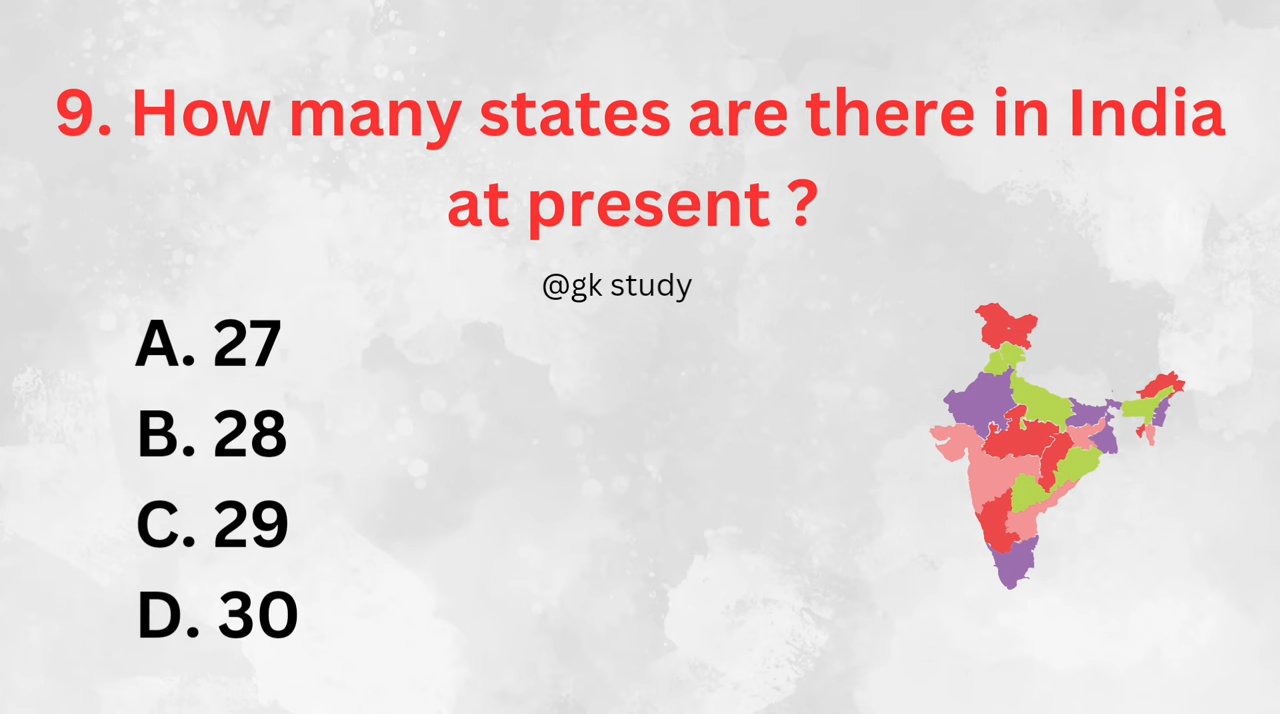 9. How many states are there in India
at present ?
@gk study
A. 27
B. 28
C. 29
D. 30